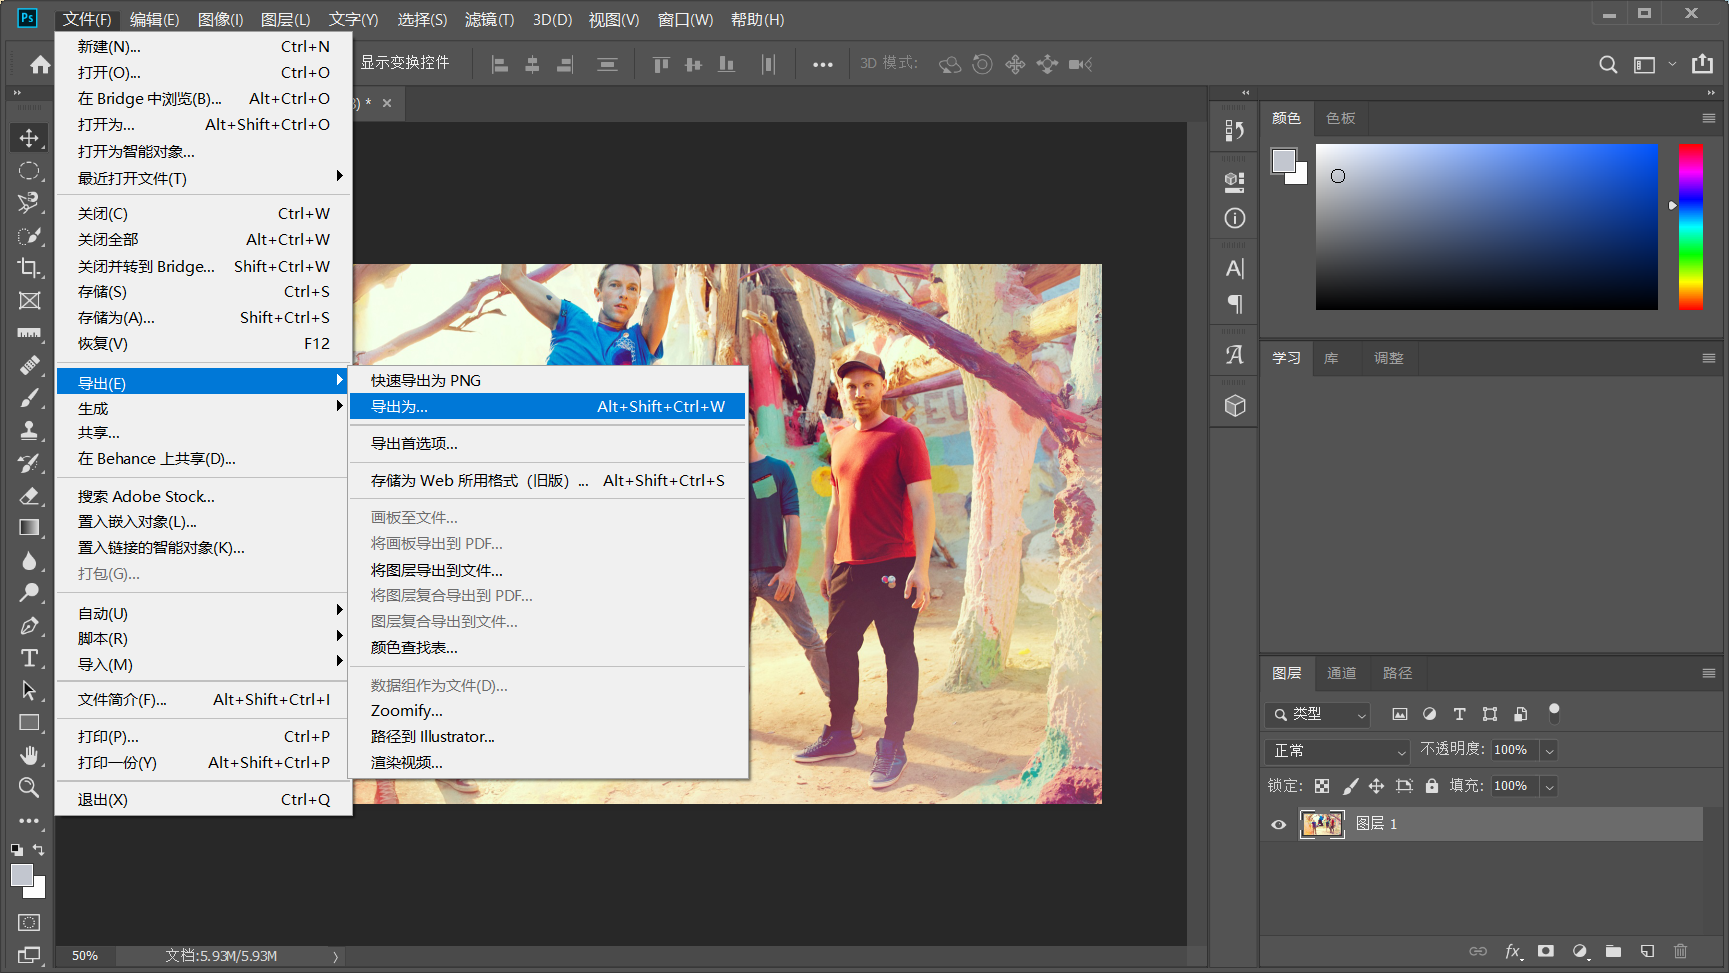 Ps 文件(F) 编辑(E) 图像(I) 图层(L) 文字(Y) 选择(S) 滤镜(T) 3D(D) 视图(V) 窗口(W) 帮助(H)
显示变换控件 3D 模式:
) * ×
新建(N)... Ctrl+N
打开(O)... Ctrl+O
在 Bridge 中浏览(B)... Alt+Ctrl+O
打开为... Alt+Shift+Ctrl+O
打开为智能对象...
最近打开文件(T)
关闭(C) Ctrl+W
关闭全部 Alt+Ctrl+W
关闭并转到 Bridge... Shift+Ctrl+W
存储(S) Ctrl+S
存储为(A)... Shift+Ctrl+S
恢复(V) F12
导出(E)
生成
共享...
在 Behance 上共享(D)...
搜索 Adobe Stock...
置入嵌入对象(L)...
置入链接的智能对象(K)...
打包(G)...
自动(U)
脚本(R)
导入(M)
文件简介(F)... Alt+Shift+Ctrl+I
打印(P)... Ctrl+P
打印一份(Y) Alt+Shift+Ctrl+P
退出(X) Ctrl+Q
快速导出为 PNG
导出为... Alt+Shift+Ctrl+W
导出首选项...
存储为 Web 所用格式（旧版）... Alt+Shift+Ctrl+S
画板至文件...
将画板导出到 PDF...
将图层导出到文件...
将图层复合导出到 PDF...
图层复合导出到文件...
颜色查找表...
数据组作为文件(D)...
Zoomify...
路径到 Illustrator...
渲染视频...
颜色 色板
学习 库 调整
图层 通道 路径
类型
正常 不透明度: 100%
锁定: 填充: 100%
图层 1
50% 文档:5.93M/5.93M